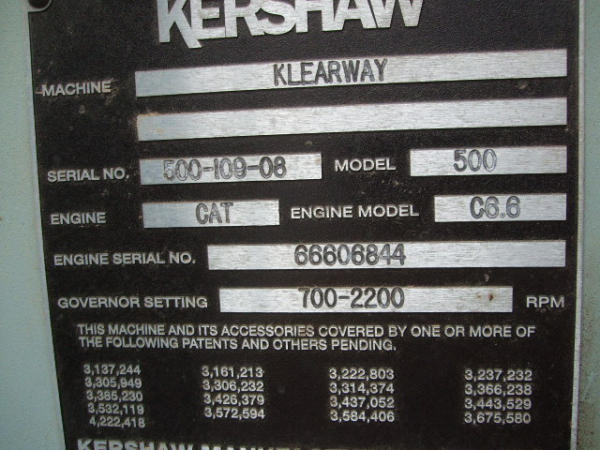 KERSHAW
MACHINE KLEARWAY
SERIAL NO. 500-109-08 MODEL 500
ENGINE CAT ENGINE MODEL C6.6
ENGINE SERIAL NO. 66606844
GOVERNOR SETTING 700-2200 RPM
THIS MACHINE AND ITS ACCESSORIES COVERED BY ONE OR MORE OF
THE FOLLOWING PATENTS AND OTHERS PENDING.
3,137,244 3,161,213 3,222,803 3,237,232
3,305,949 3,306,232 3,314,374 3,366,238
3,385,230 3,426,379 3,437,052 3,443,529
3,532,119 3,572,594 3,584,406 3,675,580
4,222,418
KERSHAW